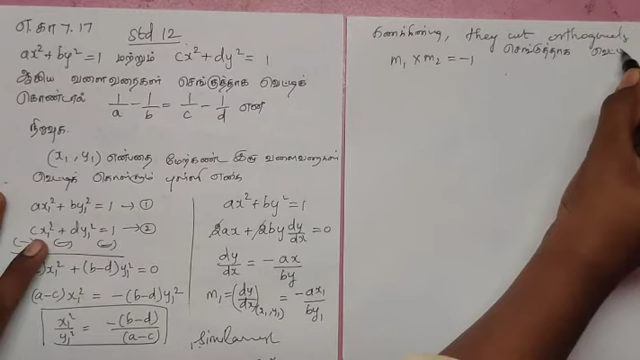 எ.கா 7.17
Std 12
ax² + by² = 1 மற்றும் cx² + dy² = 1
ஆகிய வளைவரைகள் செங்குத்தாக வெட்டிக்
கொண்டால் 1/a - 1/b = 1/c - 1/d என
நிறுவுக.
(x₁, y₁) என்பதை மேற்கண்ட இரு வளைவரைகள்
வெட்டிக் கொள்ளும் புள்ளி என்க
ax₁² + by₁² = 1 → ①
cx₁² + dy₁² = 1 → ②
(-) (-) (-)
)x₁² + (b-d)y₁² = 0
(a-c)x₁² = -(b-d)y₁²
x₁²/y₁² = -(b-d)/(a-c)
ax² + by² = 1
2ax + 2by dy/dx = 0
dy/dx = -ax/by
m₁ = (dy/dx)(x₁,y₁) = -ax₁/by₁
they cut orthogonals
செங்குத்தாக
m₁ × m₂ = -1